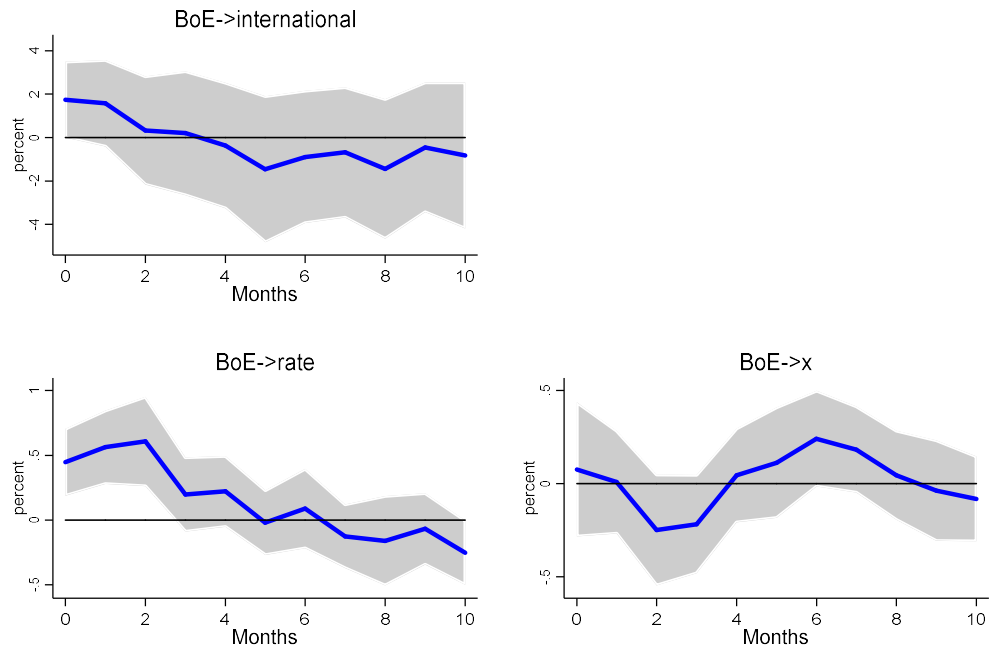 BoE->international
percent
4
2
0
-2
-4
0 2 4 6 8 10
Months
BoE->rate
percent
1
.5
0
-.5
0 2 4 6 8 10
Months
BoE->x
percent
.5
0
-.5
0 2 4 6 8 10
Months